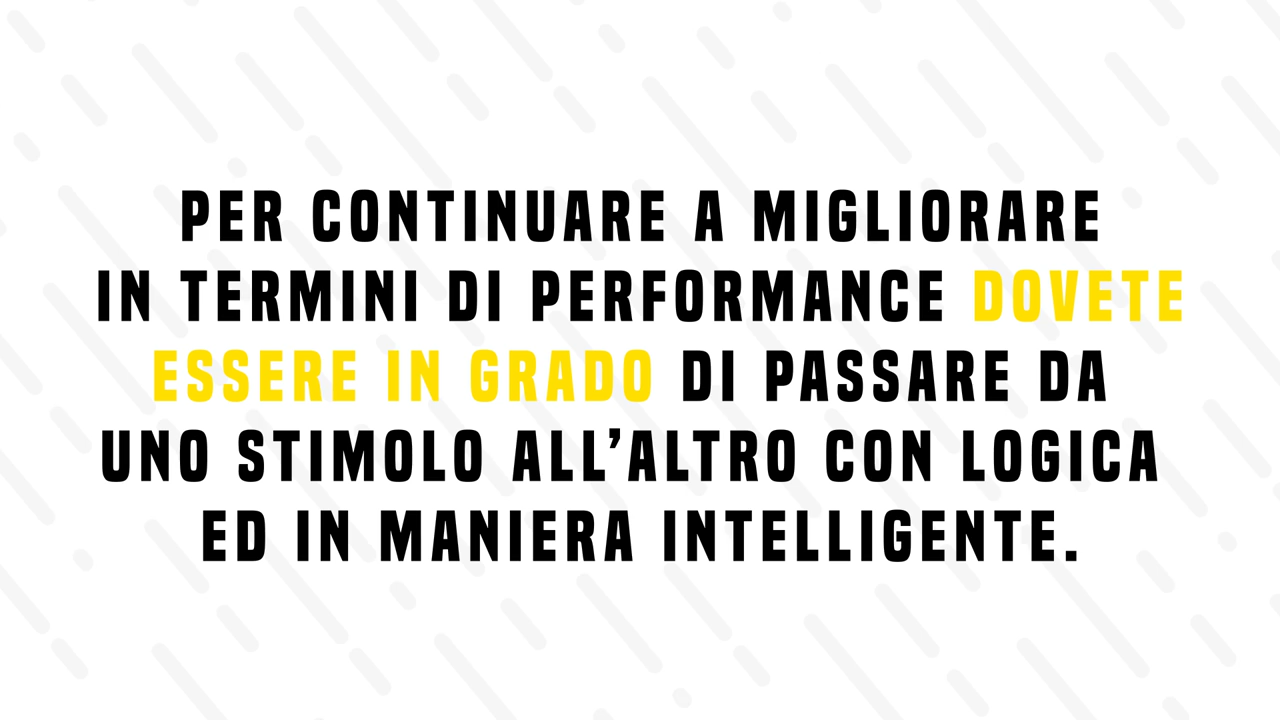 PER CONTINUARE A MIGLIORARE
IN TERMINI DI PERFORMANCE DOVETE
ESSERE IN GRADO DI PASSARE DA
UNO STIMOLO ALL’ALTRO CON LOGICA
ED IN MANIERA INTELLIGENTE.